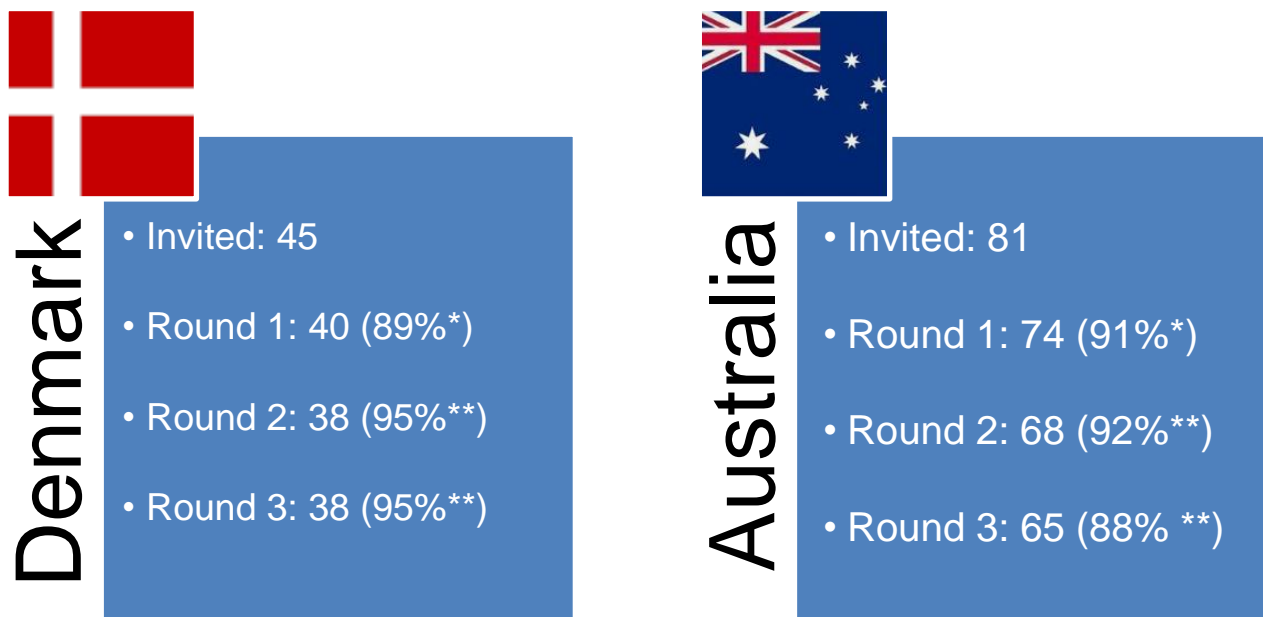 Denmark
• Invited: 45
• Round 1: 40 (89%*)
• Round 2: 38 (95%**)
• Round 3: 38 (95%**)
Australia
• Invited: 81
• Round 1: 74 (91%*)
• Round 2: 68 (92%**)
• Round 3: 65 (88% **)